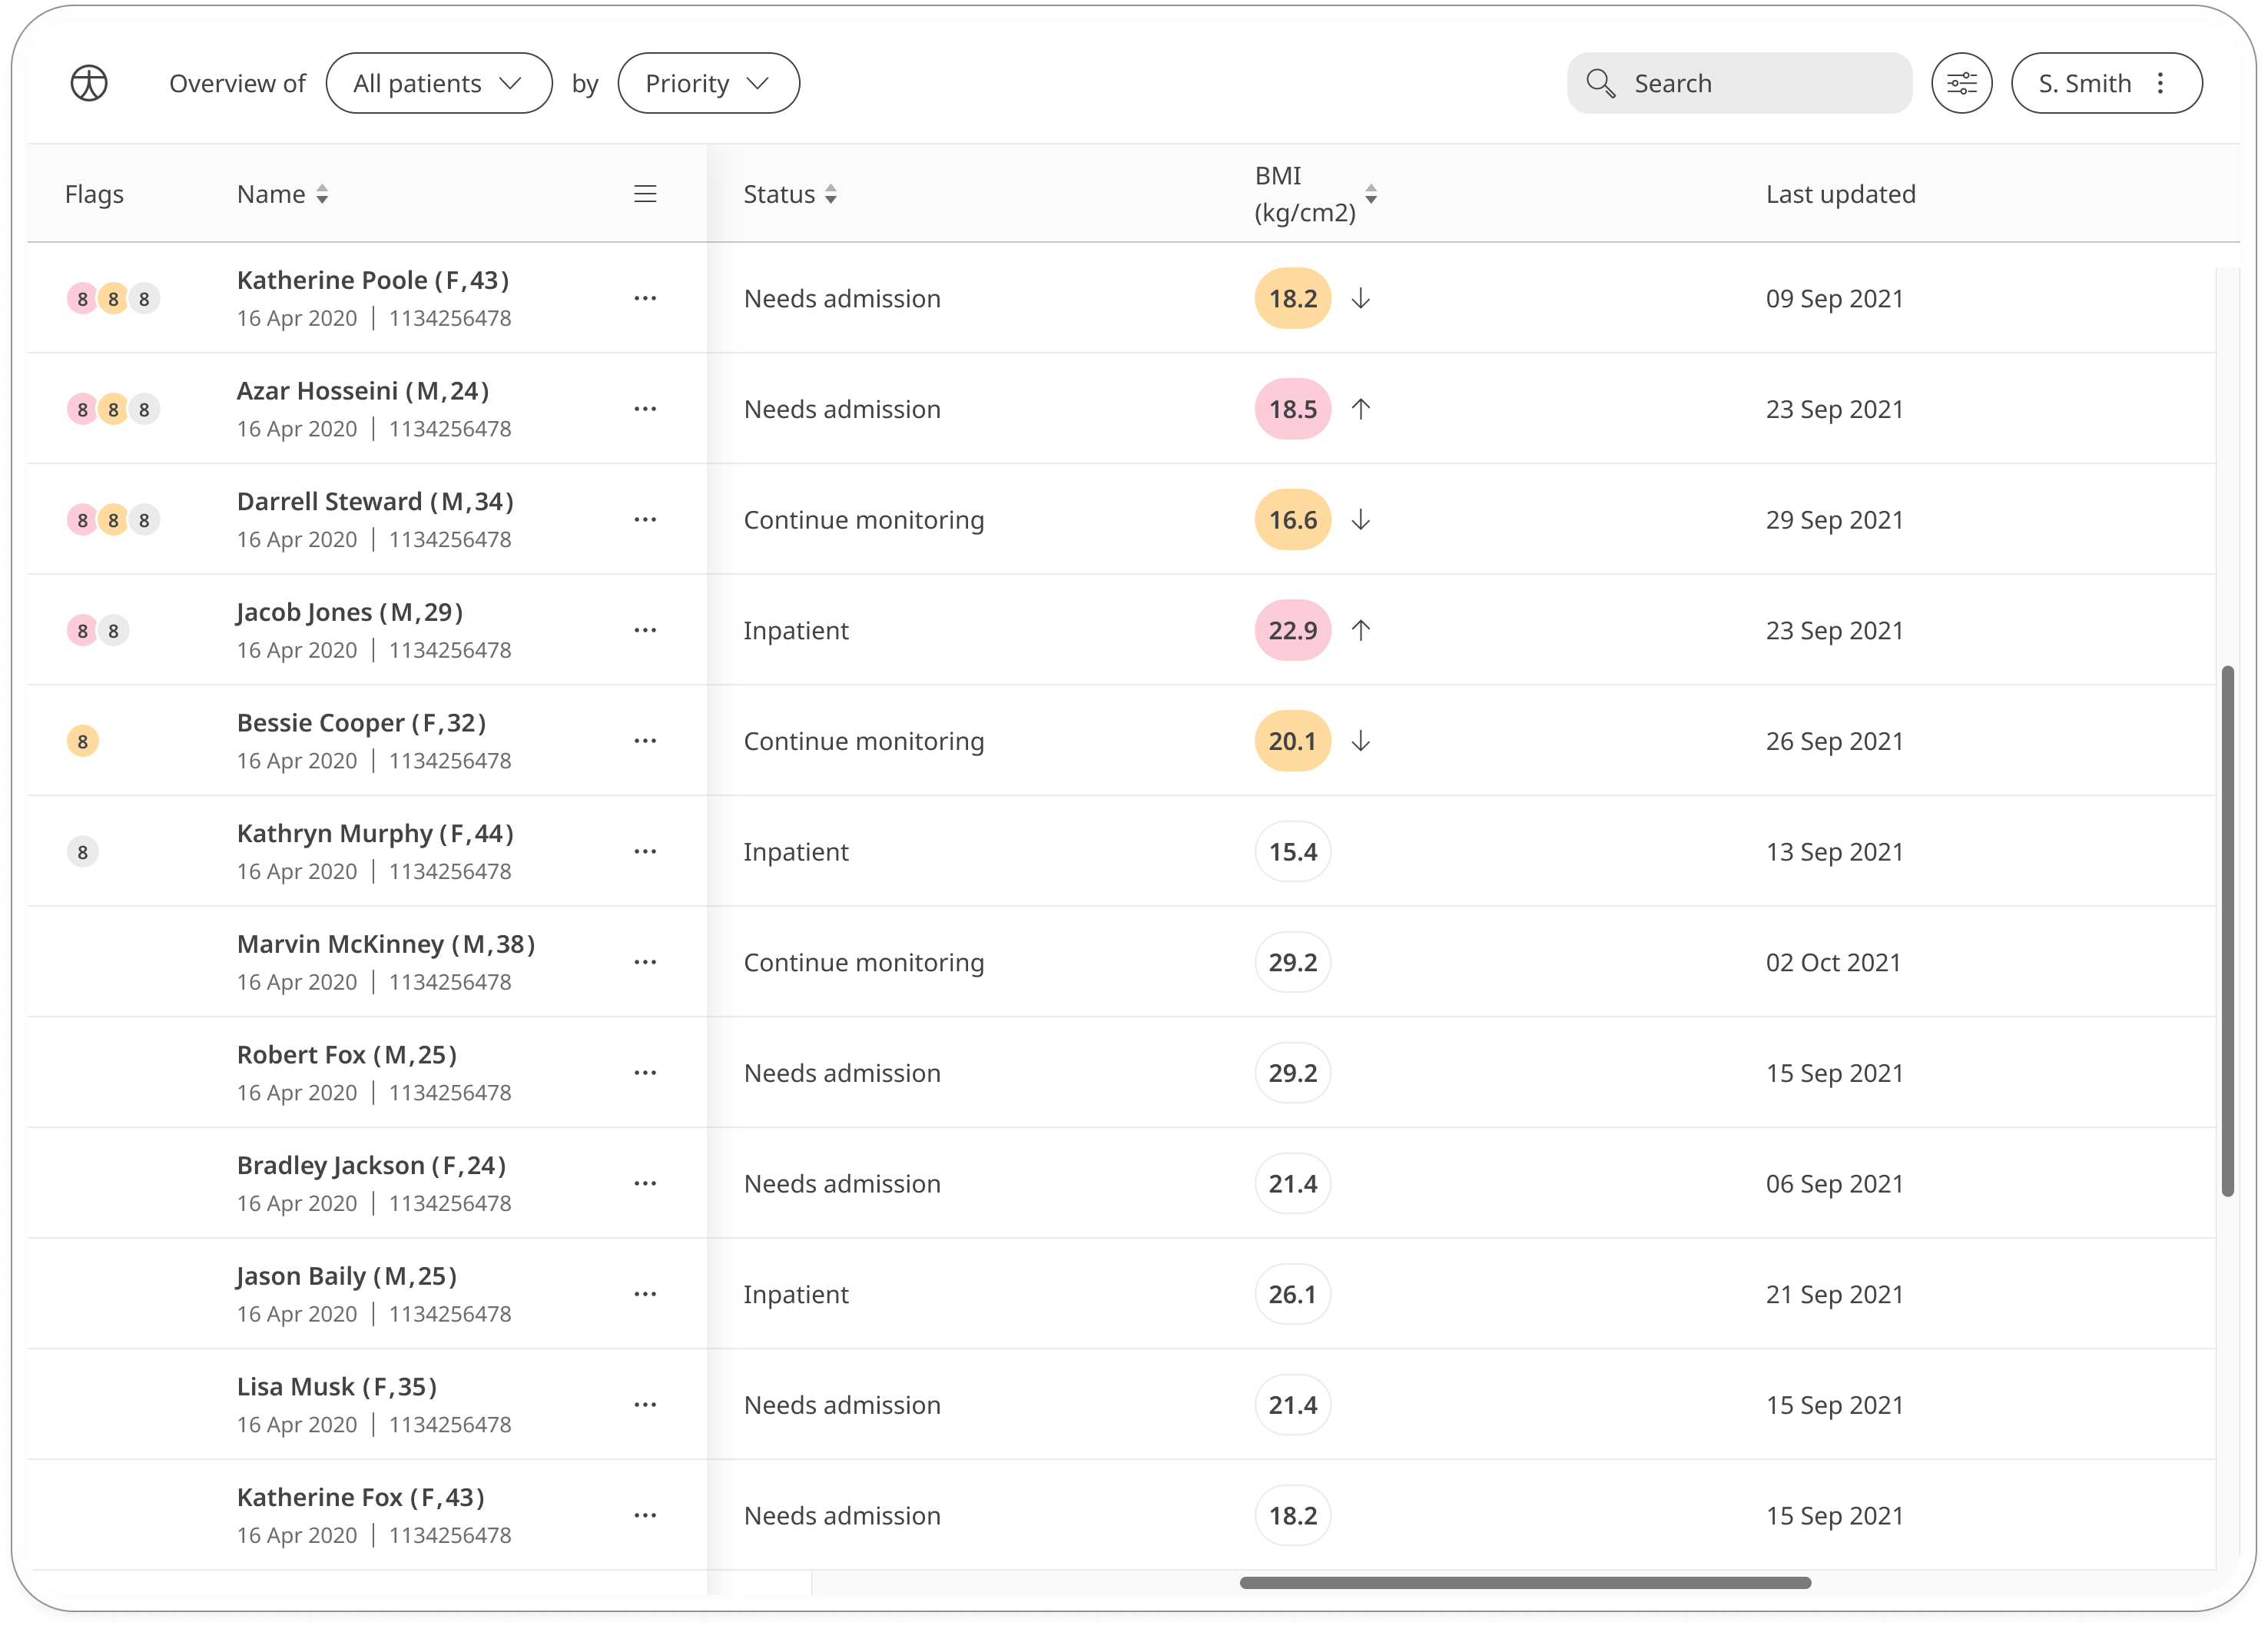 Overview of All patients by Priority Search S. Smith
Flags Name Status BMI (kg/cm2) Last updated
8 8 8 Katherine Poole (F,43) Needs admission 18.2 09 Sep 2021
16 Apr 2020 | 1134256478
8 8 8 Azar Hosseini (M,24) Needs admission 18.5 23 Sep 2021
16 Apr 2020 | 1134256478
8 8 8 Darrell Steward (M,34) Continue monitoring 16.6 29 Sep 2021
16 Apr 2020 | 1134256478
8 8 Jacob Jones (M,29) Inpatient 22.9 23 Sep 2021
16 Apr 2020 | 1134256478
8 Bessie Cooper (F,32) Continue monitoring 20.1 26 Sep 2021
16 Apr 2020 | 1134256478
8 Kathryn Murphy (F,44) Inpatient 15.4 13 Sep 2021
16 Apr 2020 | 1134256478
Marvin McKinney (M,38) Continue monitoring 29.2 02 Oct 2021
16 Apr 2020 | 1134256478
Robert Fox (M,25) Needs admission 29.2 15 Sep 2021
16 Apr 2020 | 1134256478
Bradley Jackson (F,24) Needs admission 21.4 06 Sep 2021
16 Apr 2020 | 1134256478
Jason Baily (M,25) Inpatient 26.1 21 Sep 2021
16 Apr 2020 | 1134256478
Lisa Musk (F,35) Needs admission 21.4 15 Sep 2021
16 Apr 2020 | 1134256478
Katherine Fox (F,43) Needs admission 18.2 15 Sep 2021
16 Apr 2020 | 1134256478